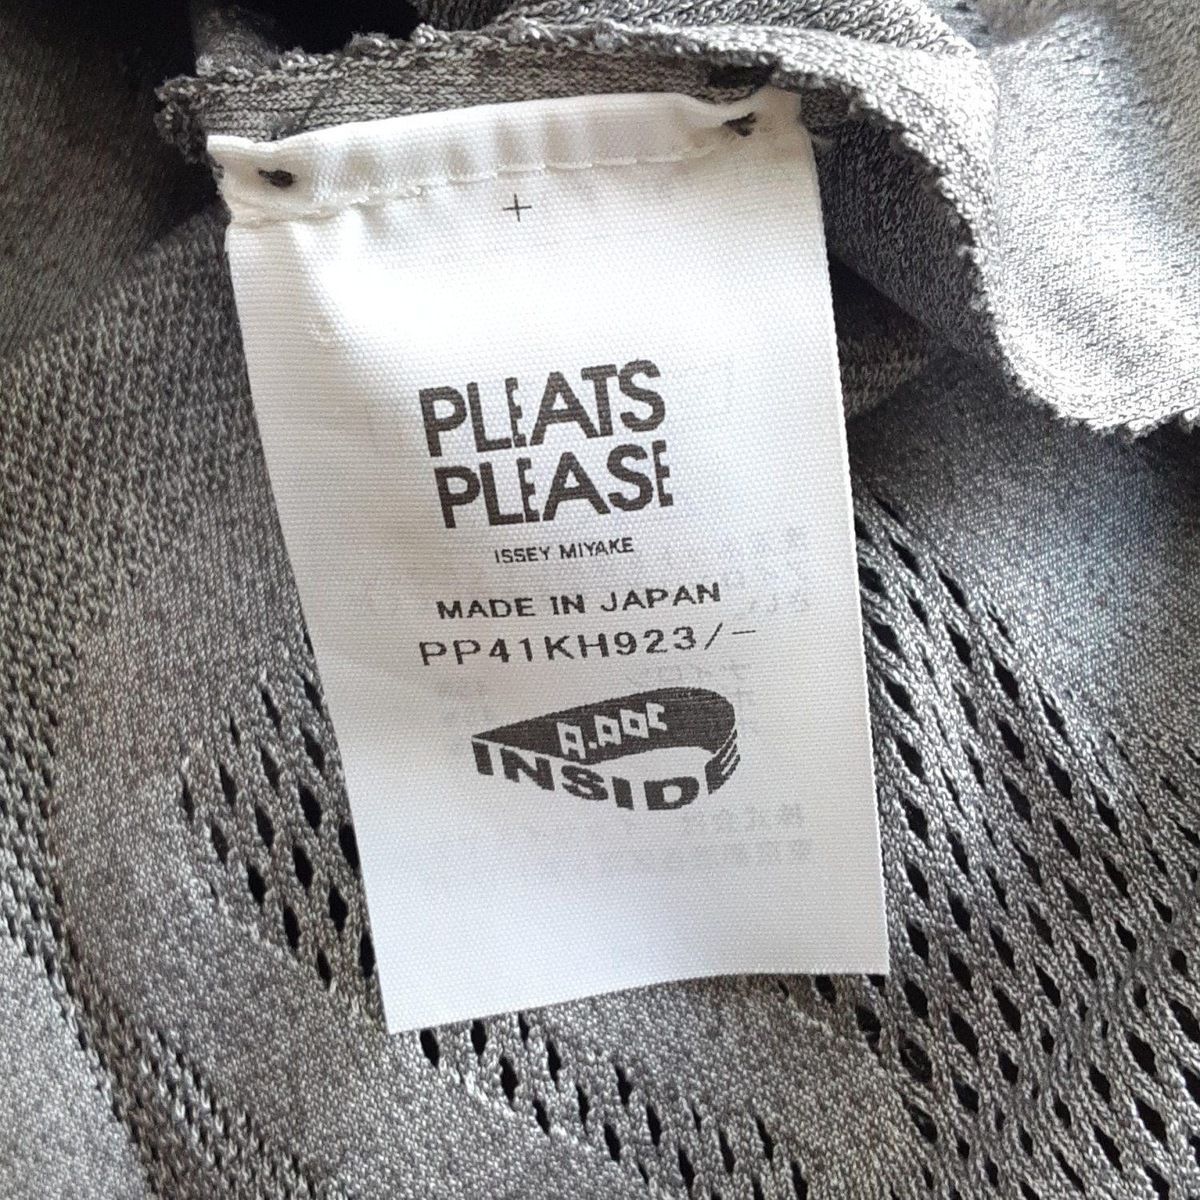 PLEATS
PLEASE
ISSEY MIYAKE
MADE IN JAPAN
PP41KH923/-
A.POC
INSIDE